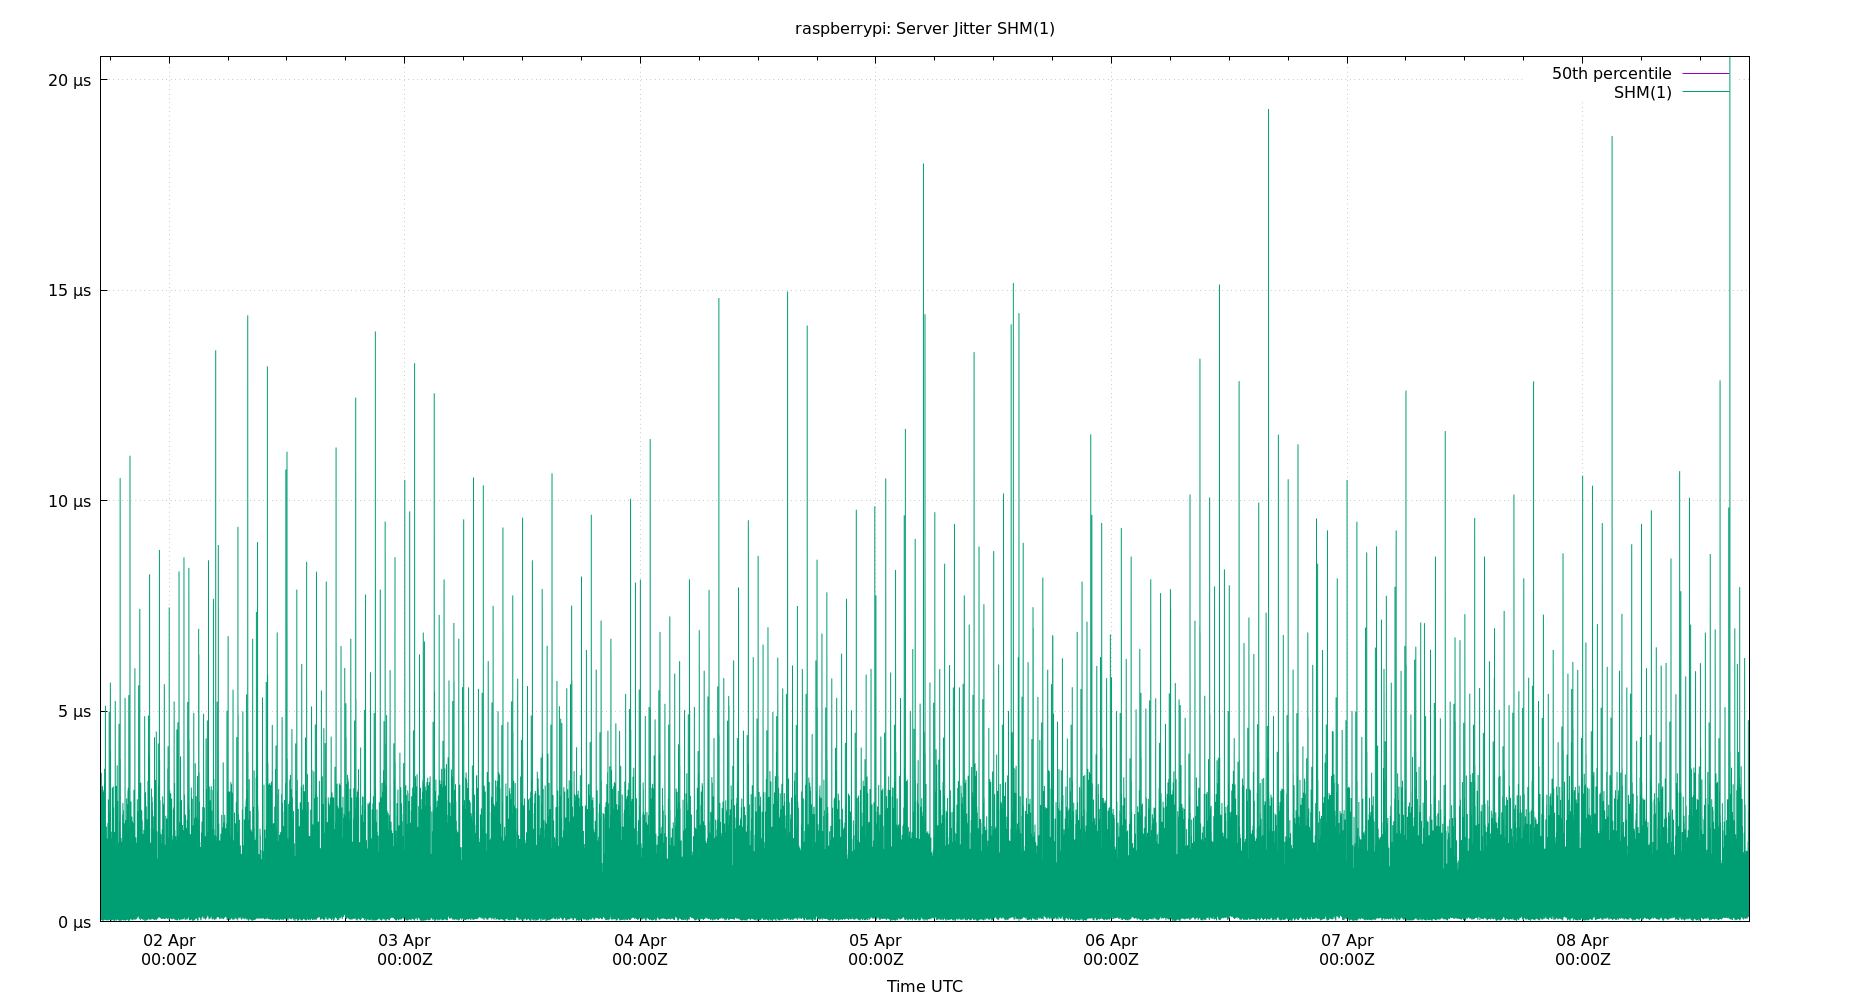 raspberrypi: Server Jitter SHM(1)
50th percentile
SHM(1)
20 µs
15 µs
10 µs
5 µs
0 µs
02 Apr 03 Apr 04 Apr 05 Apr 06 Apr 07 Apr 08 Apr
00:00Z 00:00Z 00:00Z 00:00Z 00:00Z 00:00Z 00:00Z
Time UTC